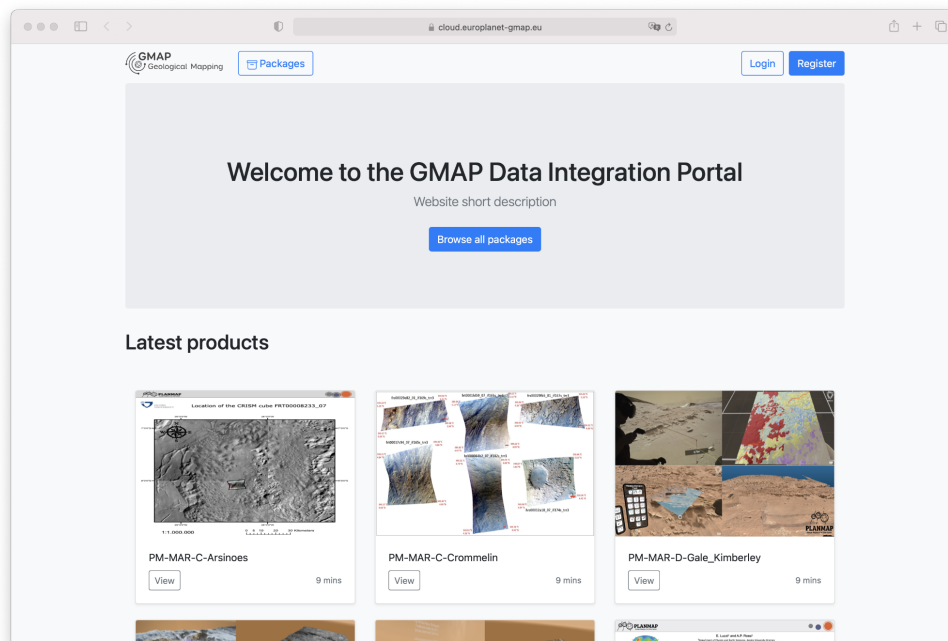 cloud.europlanet-gmap.eu
GMAP
Geological Mapping
Packages
Login
Register
Welcome to the GMAP Data Integration Portal
Website short description
Browse all packages
Latest products
PLANMAP
Location of the CRISM cube FRT00008233_07
1:1.000.000
PLANMAP
PM-MAR-C-Arsinoes
View
9 mins
PM-MAR-C-Crommelin
View
9 mins
PM-MAR-D-Gale_Kimberley
View
9 mins
PLANMAP